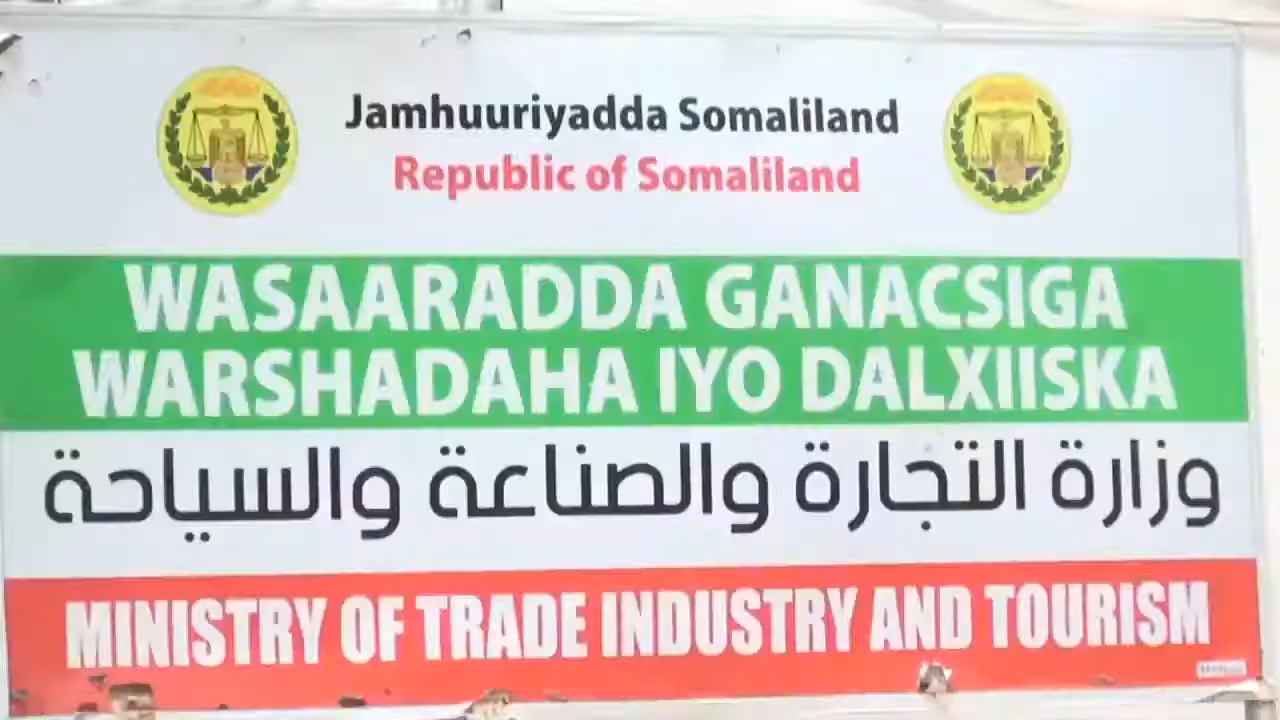 Jamhuuriyadda Somaliland
Republic of Somaliland
WASAARADDA GANACSIGA
WARSHADAHA IYO DALXIISKA
وزارة التجارة والصناعة والسياحة
MINISTRY OF TRADE INDUSTRY AND TOURISM